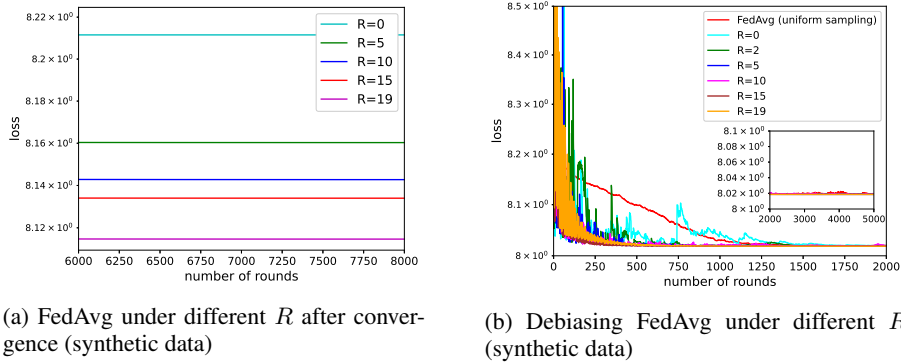 8.22 × 10⁰
8.2 × 10⁰
8.18 × 10⁰
8.16 × 10⁰
8.14 × 10⁰
8.12 × 10⁰
loss
R=0
R=5
R=10
R=15
R=19
6000 6250 6500 6750 7000 7250 7500 7750 8000
number of rounds
(a) FedAvg under different R after conver-
gence (synthetic data)
8.5 × 10⁰
8.4 × 10⁰
8.3 × 10⁰
8.2 × 10⁰
8.1 × 10⁰
8 × 10⁰
loss
FedAvg (uniform sampling)
R=0
R=2
R=5
R=10
R=15
R=19
8.1 × 10⁰
8.08 × 10⁰
8.06 × 10⁰
8.04 × 10⁰
8.02 × 10⁰
8 × 10⁰
2000 3000 4000 5000
0 250 500 750 1000 1250 1500 1750 2000
number of rounds
(b) Debiasing FedAvg under different R
(synthetic data)